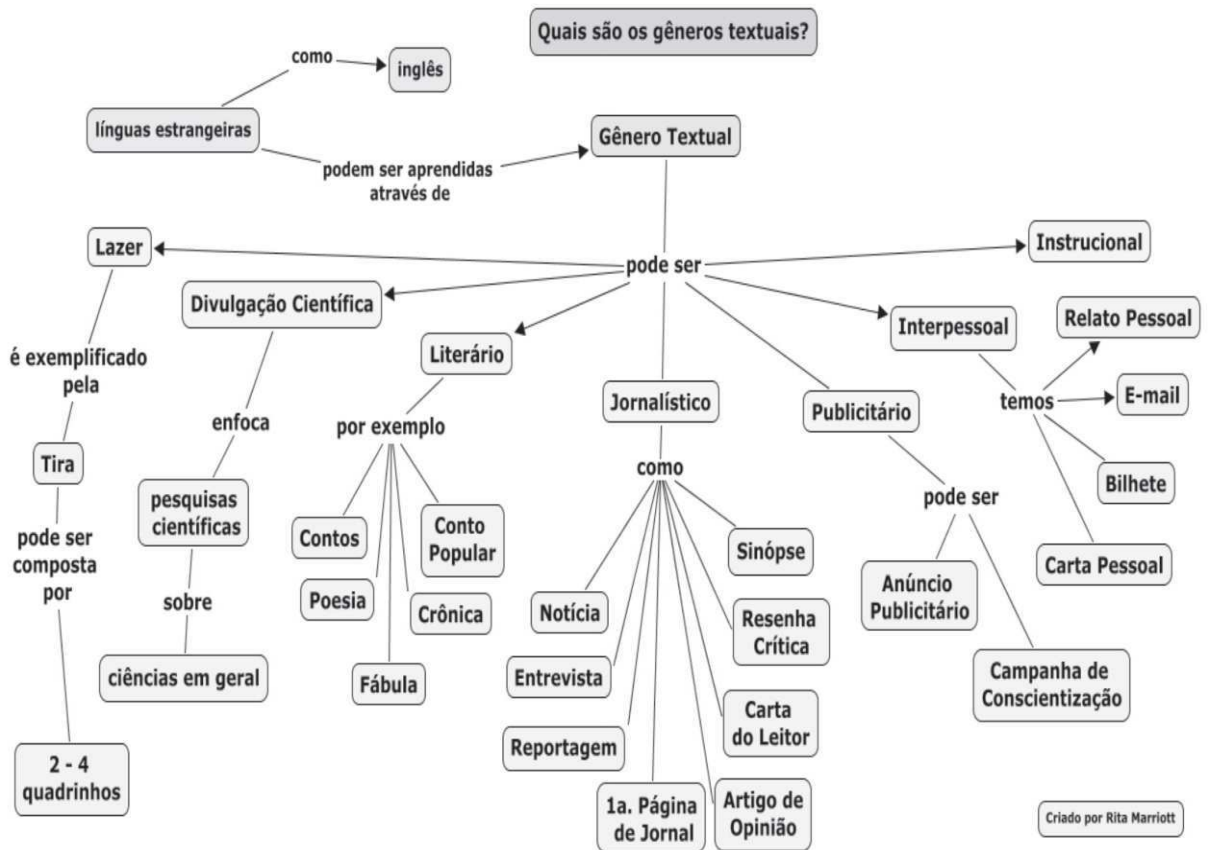 Quais são os gêneros textuais?
como
inglês
línguas estrangeiras
Gênero Textual
podem ser aprendidas
através de
Lazer
pode ser
Instrucional
Divulgação Científica
Interpessoal
Relato Pessoal
é exemplificado
pela
Literário
Jornalístico
Publicitário
temos
E-mail
enfoca
por exemplo
Tira
como
Bilhete
pesquisas
científicas
pode ser
pode ser
composta
por
Contos
Conto
Popular
Sinópse
Carta Pessoal
sobre
Poesia
Crônica
Notícia
Resenha
Crítica
Anúncio
Publicitário
ciências em geral
Fábula
Entrevista
Campanha de
Conscientização
Reportagem
Carta
do Leitor
2 - 4
quadrinhos
1a. Página
de Jornal
Artigo de
Opinião
Criado por Rita Marriott